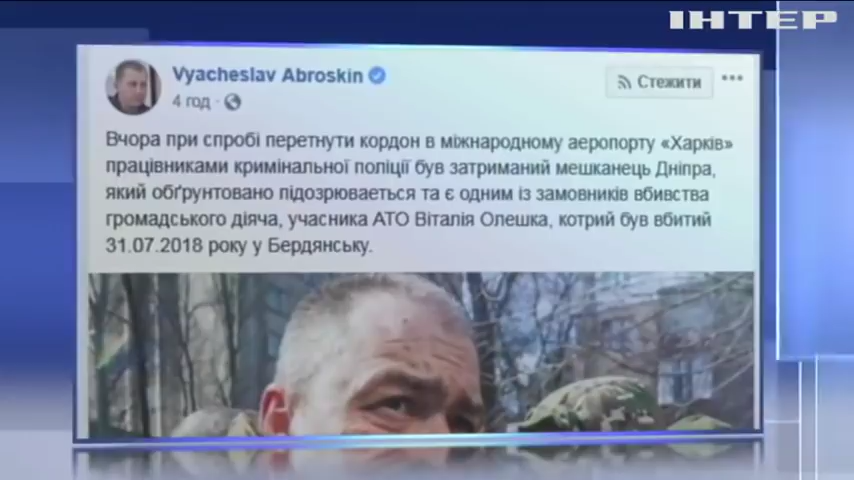 ІНТЕР
Vyacheslav Abroskin
Стежити
4 год ·
Вчора при спробі перетнути кордон в міжнародному аеропорту «Харків»
працівниками кримінальної поліції був затриманий мешканець Дніпра,
який обґрунтовано підозрюваеться та є одним із замовників вбивства
громадського діяча, учасника АТО Віталія Олешка, котрий був вбитий
31.07.2018 року у Бердянську.